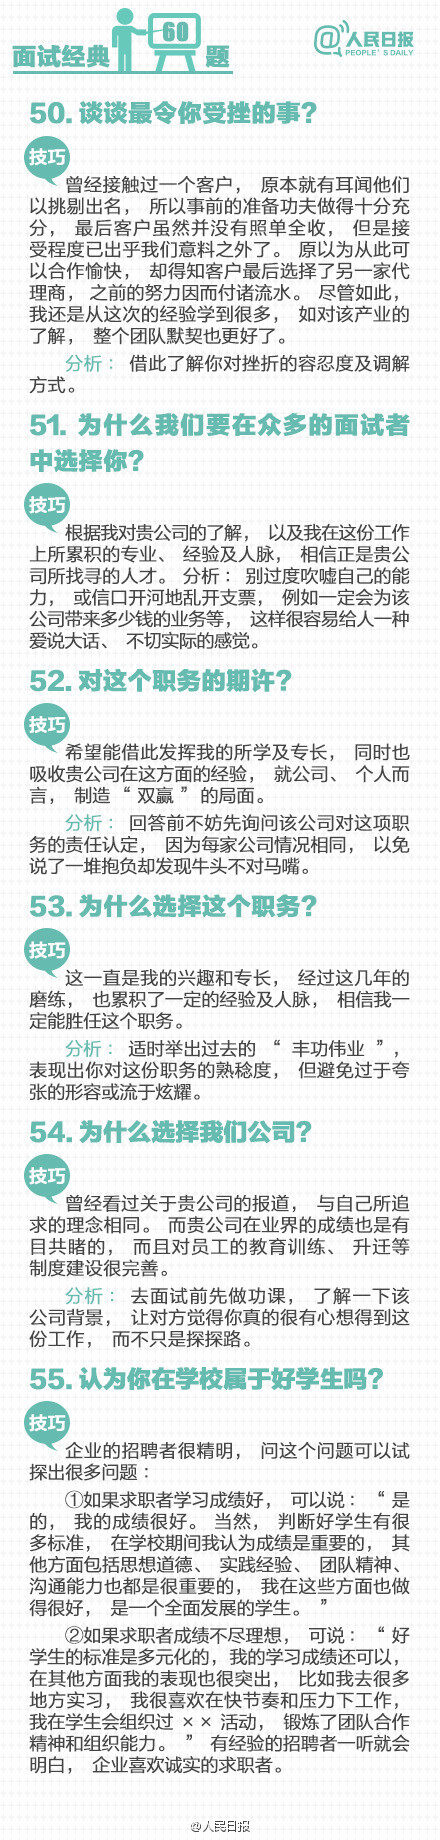 面试经典 60 题
@人民日报
PEOPLE'S DAILY
50. 谈谈最令你受挫的事？
技巧
曾经接触过一个客户， 原本就有耳闻他们
以挑剔出名， 所以事前的准备功夫做得十分充
分， 最后客户虽然并没有照单全收， 但是接
受程度已出乎我们意料之外了。 原以为从此可
以合作愉快， 却得知客户最后选择了另一家代
理商， 之前的努力因而付诸流水。 尽管如此，
我还是从这次的经验学到很多， 如对该产业的
了解， 整个团队默契也更好了。
分析： 借此了解你对挫折的容忍度及调解
方式。
51. 为什么我们要在众多的面试者
中选择你？
技巧
根据我对贵公司的了解， 以及我在这份工作
上所累积的专业、 经验及人脉， 相信正是贵公
司所找寻的人才。 分析： 别过度吹嘘自己的能
力， 或信口开河地乱开支票， 例如一定会为该
公司带来多少钱的业务等， 这样很容易给人一种
爱说大话、 不切实际的感觉。
52. 对这个职务的期许？
技巧
希望能借此发挥我的所学及专长， 同时也
吸收贵公司在这方面的经验， 就公司、 个人而
言， 制造 “ 双赢 ” 的局面。
分析： 回答前不妨先询问该公司对这项职
务的责任认定， 因为每家公司情况相同， 以免
说了一堆抱负却发现牛头不对马嘴。
53. 为什么选择这个职务？
技巧
这一直是我的兴趣和专长， 经过这几年的
磨练， 也累积了一定的经验及人脉， 相信我一
定能胜任这个职务。
分析： 适时举出过去的 “ 丰功伟业 ” ，
表现出你对这份职务的熟稔度， 但避免过于夸
张的形容或流于炫耀。
54. 为什么选择我们公司？
技巧
曾经看过关于贵公司的报道， 与自己所追
求的理念相同。 而贵公司在业界的成绩也是有
目共睹的， 而且对员工的教育训练、 升迁等
制度建设很完善。
分析： 去面试前先做功课， 了解一下该
公司背景， 让对方觉得你真的很有心想得到这
份工作， 而不只是探探路。
55. 认为你在学校属于好学生吗？
技巧
企业的招聘者很精明， 问这个问题可以试
探出很多问题：
①如果求职者学习成绩好， 可以说： “ 是
的， 我的成绩很好。 当然， 判断好学生有很
多标准， 在学校期间我认为成绩是重要的， 其
他方面包括思想道德、 实践经验、 团队精神、
沟通能力也都是很重要的， 我在这些方面也做
得很好， 是一个全面发展的学生。 ”
②如果求职者成绩不尽理想， 可说： “ 好
学生的标准是多元化的，我的学习成绩还可以，
在其他方面我的表现也很突出， 比如我去很多
地方实习， 我很喜欢在快节奏和压力下工作，
我在学生会组织过 ×× 活动， 锻炼了团队合作
精神和组织能力。 ” 有经验的招聘者一听就会
明白， 企业喜欢诚实的求职者。
@人民日报